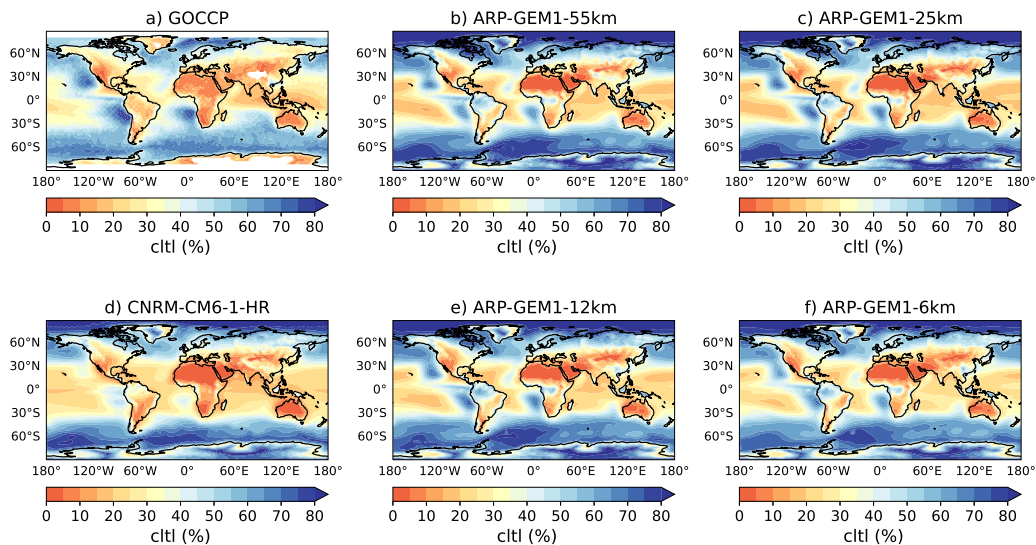 a) GOCCP
b) ARP-GEM1-55km
c) ARP-GEM1-25km
60°N 60°N 60°N
30°N 30°N 30°N
0° 0° 0°
30°S 30°S 30°S
60°S 60°S 60°S
180° 120°W 60°W 0° 60°E 120°E 180°
180° 120°W 60°W 0° 60°E 120°E 180°
180° 120°W 60°W 0° 60°E 120°E 180°
0 10 20 30 40 50 60 70 80
0 10 20 30 40 50 60 70 80
0 10 20 30 40 50 60 70 80
cltl (%)
cltl (%)
cltl (%)
d) CNRM-CM6-1-HR
e) ARP-GEM1-12km
f) ARP-GEM1-6km
60°N 60°N 60°N
30°N 30°N 30°N
0° 0° 0°
30°S 30°S 30°S
60°S 60°S 60°S
180° 120°W 60°W 0° 60°E 120°E 180°
180° 120°W 60°W 0° 60°E 120°E 180°
180° 120°W 60°W 0° 60°E 120°E 180°
0 10 20 30 40 50 60 70 80
0 10 20 30 40 50 60 70 80
0 10 20 30 40 50 60 70 80
cltl (%)
cltl (%)
cltl (%)